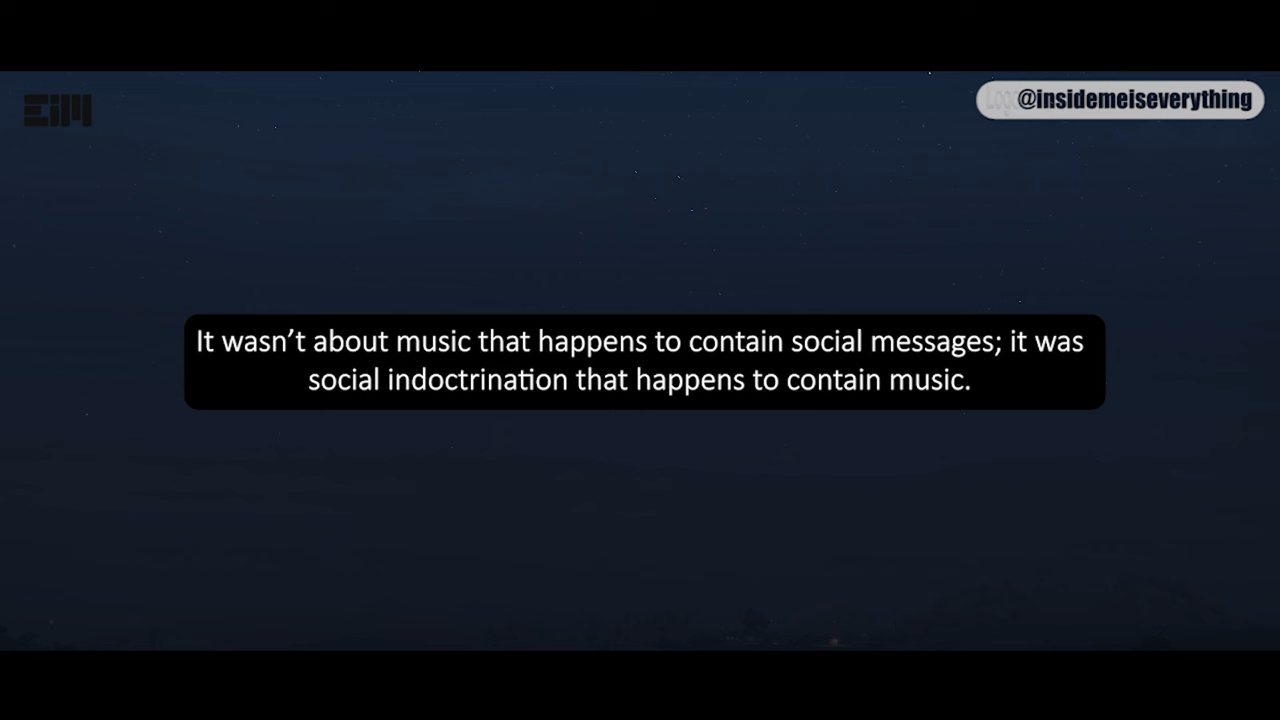 EiM
@insidemeiseverything
It wasn’t about music that happens to contain social messages; it was
social indoctrination that happens to contain music.